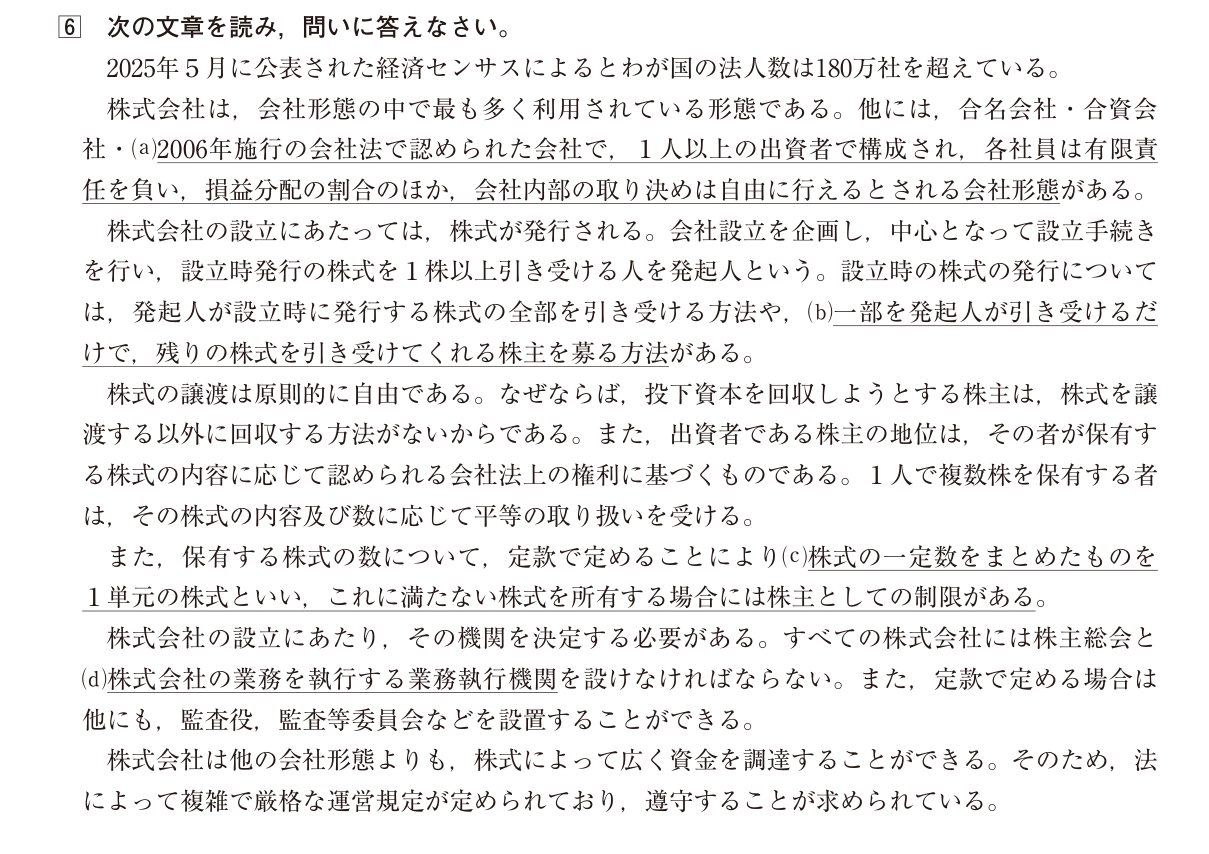 6 次の文章を読み，問いに答えなさい。
2025年５月に公表された経済センサスによるとわが国の法人数は180万社を超えている。
株式会社は，会社形態の中で最も多く利用されている形態である。他には，合名会社・合資会
社・(a)2006年施行の会社法で認められた会社で，１人以上の出資者で構成され，各社員は有限責
任を負い，損益分配の割合のほか，会社内部の取り決めは自由に行えるとされる会社形態がある。
株式会社の設立にあたっては，株式が発行される。会社設立を企画し，中心となって設立手続き
を行い，設立時発行の株式を１株以上引き受ける人を発起人という。設立時の株式の発行について
は，発起人が設立時に発行する株式の全部を引き受ける方法や，(b)一部を発起人が引き受けるだ
けで，残りの株式を引き受けてくれる株主を募る方法がある。
株式の譲渡は原則的に自由である。なぜならば，投下資本を回収しようとする株主は，株式を譲
渡する以外に回収する方法がないからである。また，出資者である株主の地位は，その者が保有す
る株式の内容に応じて認められる会社法上の権利に基づくものである。１人で複数株を保有する者
は，その株式の内容及び数に応じて平等の取り扱いを受ける。
また，保有する株式の数について，定款で定めることにより(c)株式の一定数をまとめたものを
１単元の株式といい，これに満たない株式を所有する場合には株主としての制限がある。
株式会社の設立にあたり，その機関を決定する必要がある。すべての株式会社には株主総会と
(d)株式会社の業務を執行する業務執行機関を設けなければならない。また，定款で定める場合は
他にも，監査役，監査等委員会などを設置することができる。
株式会社は他の会社形態よりも，株式によって広く資金を調達することができる。そのため，法
によって複雑で厳格な運営規定が定められており，遵守することが求められている。